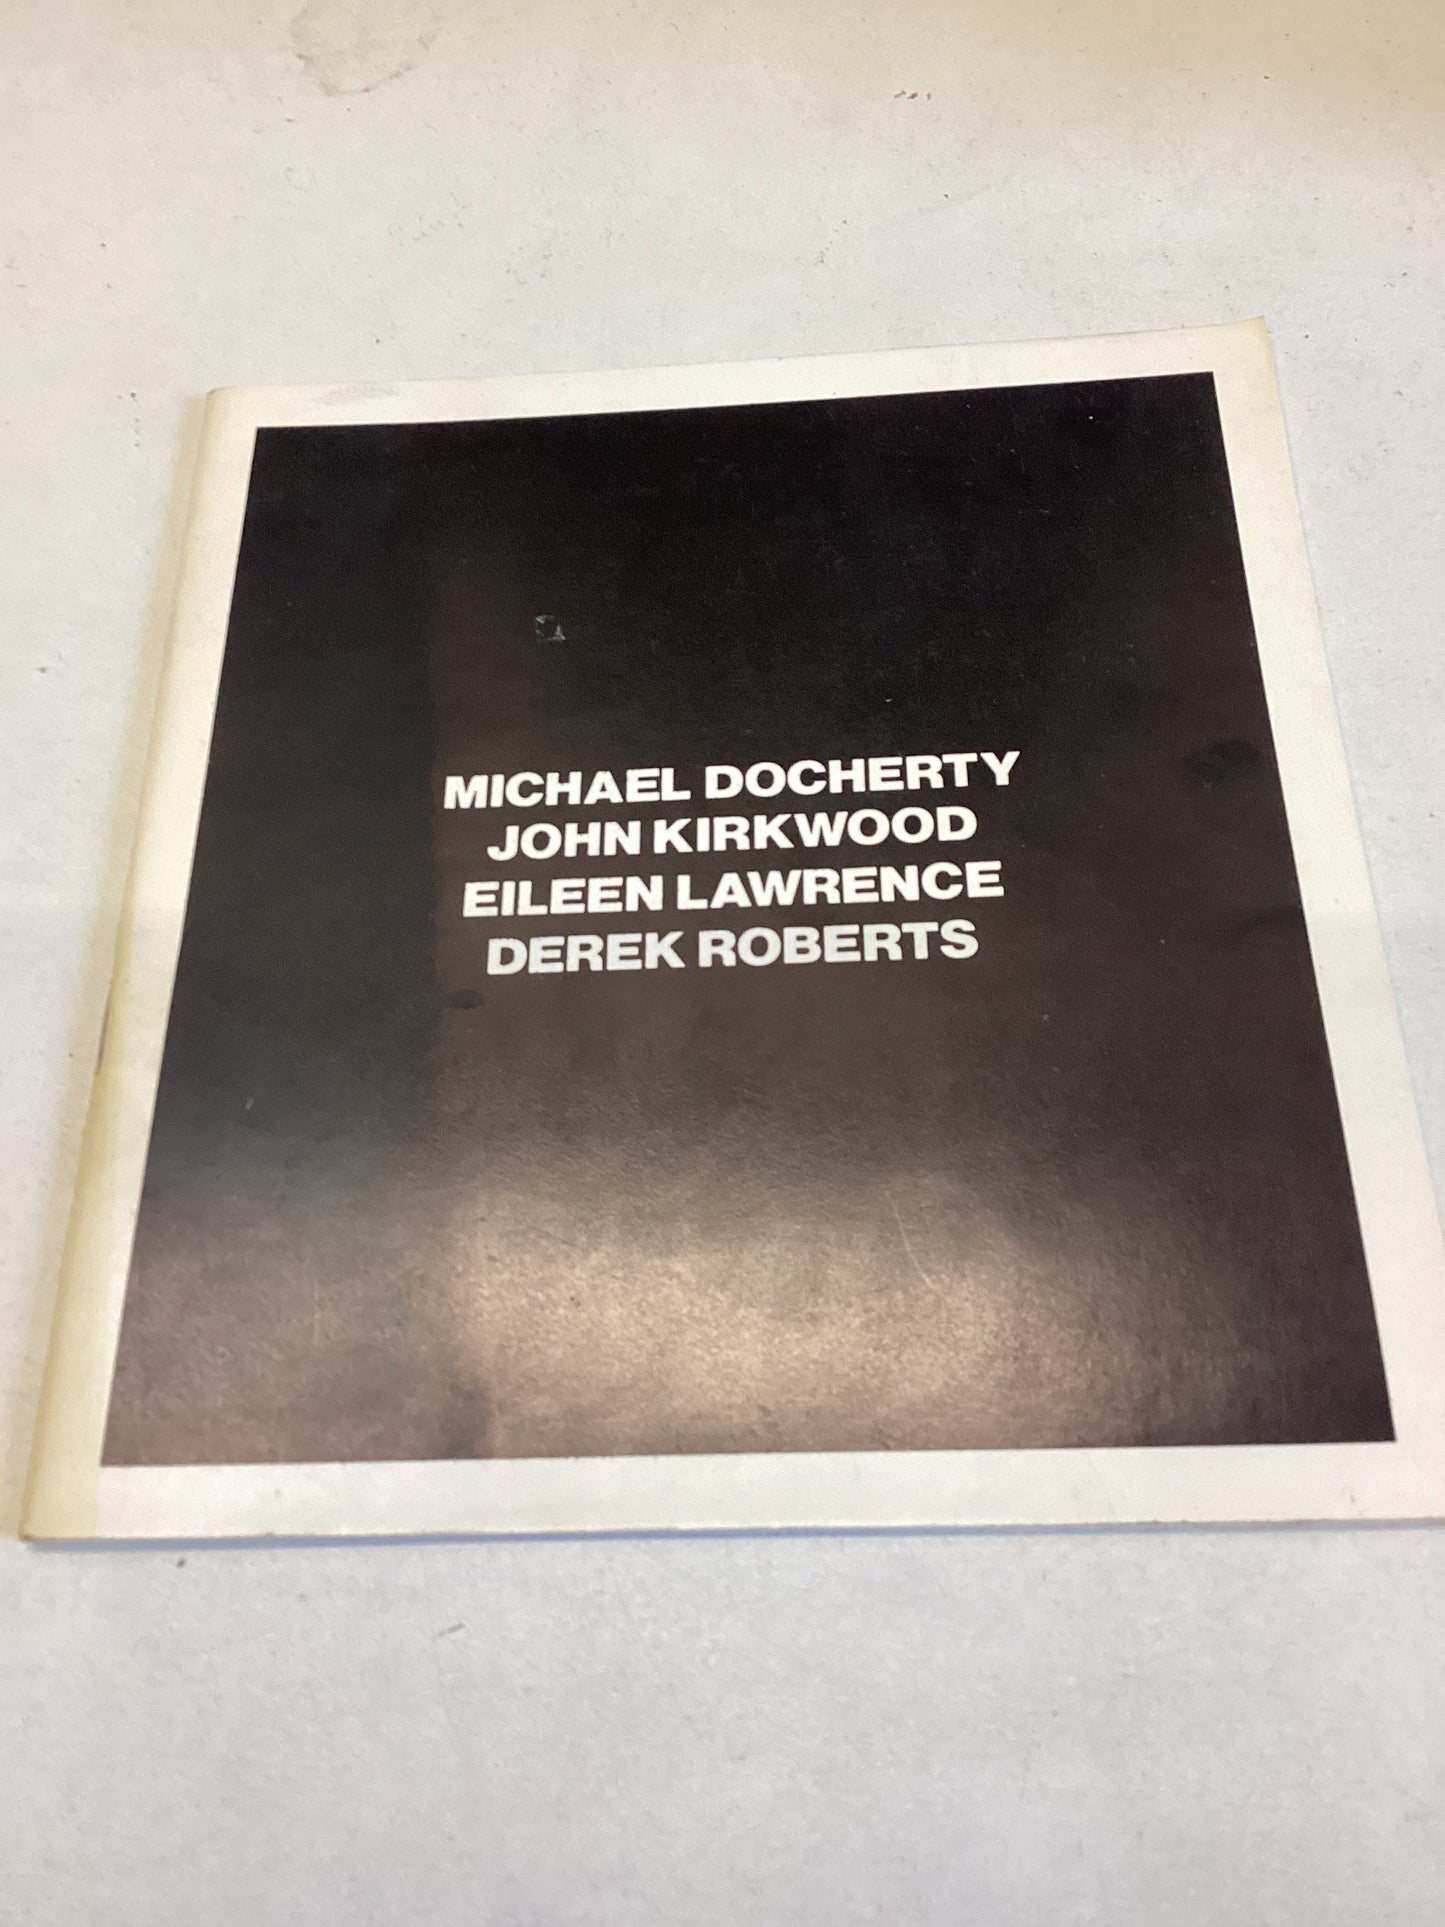 MICHAEL DOCHERTY
JOHN KIRKWOOD
EILEEN LAWRENCE
DEREK ROBERTS